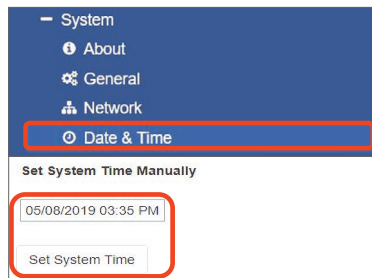 − System
About
General
Network
Date & Time
Set System Time Manually
05/08/2019 03:35 PM
Set System Time